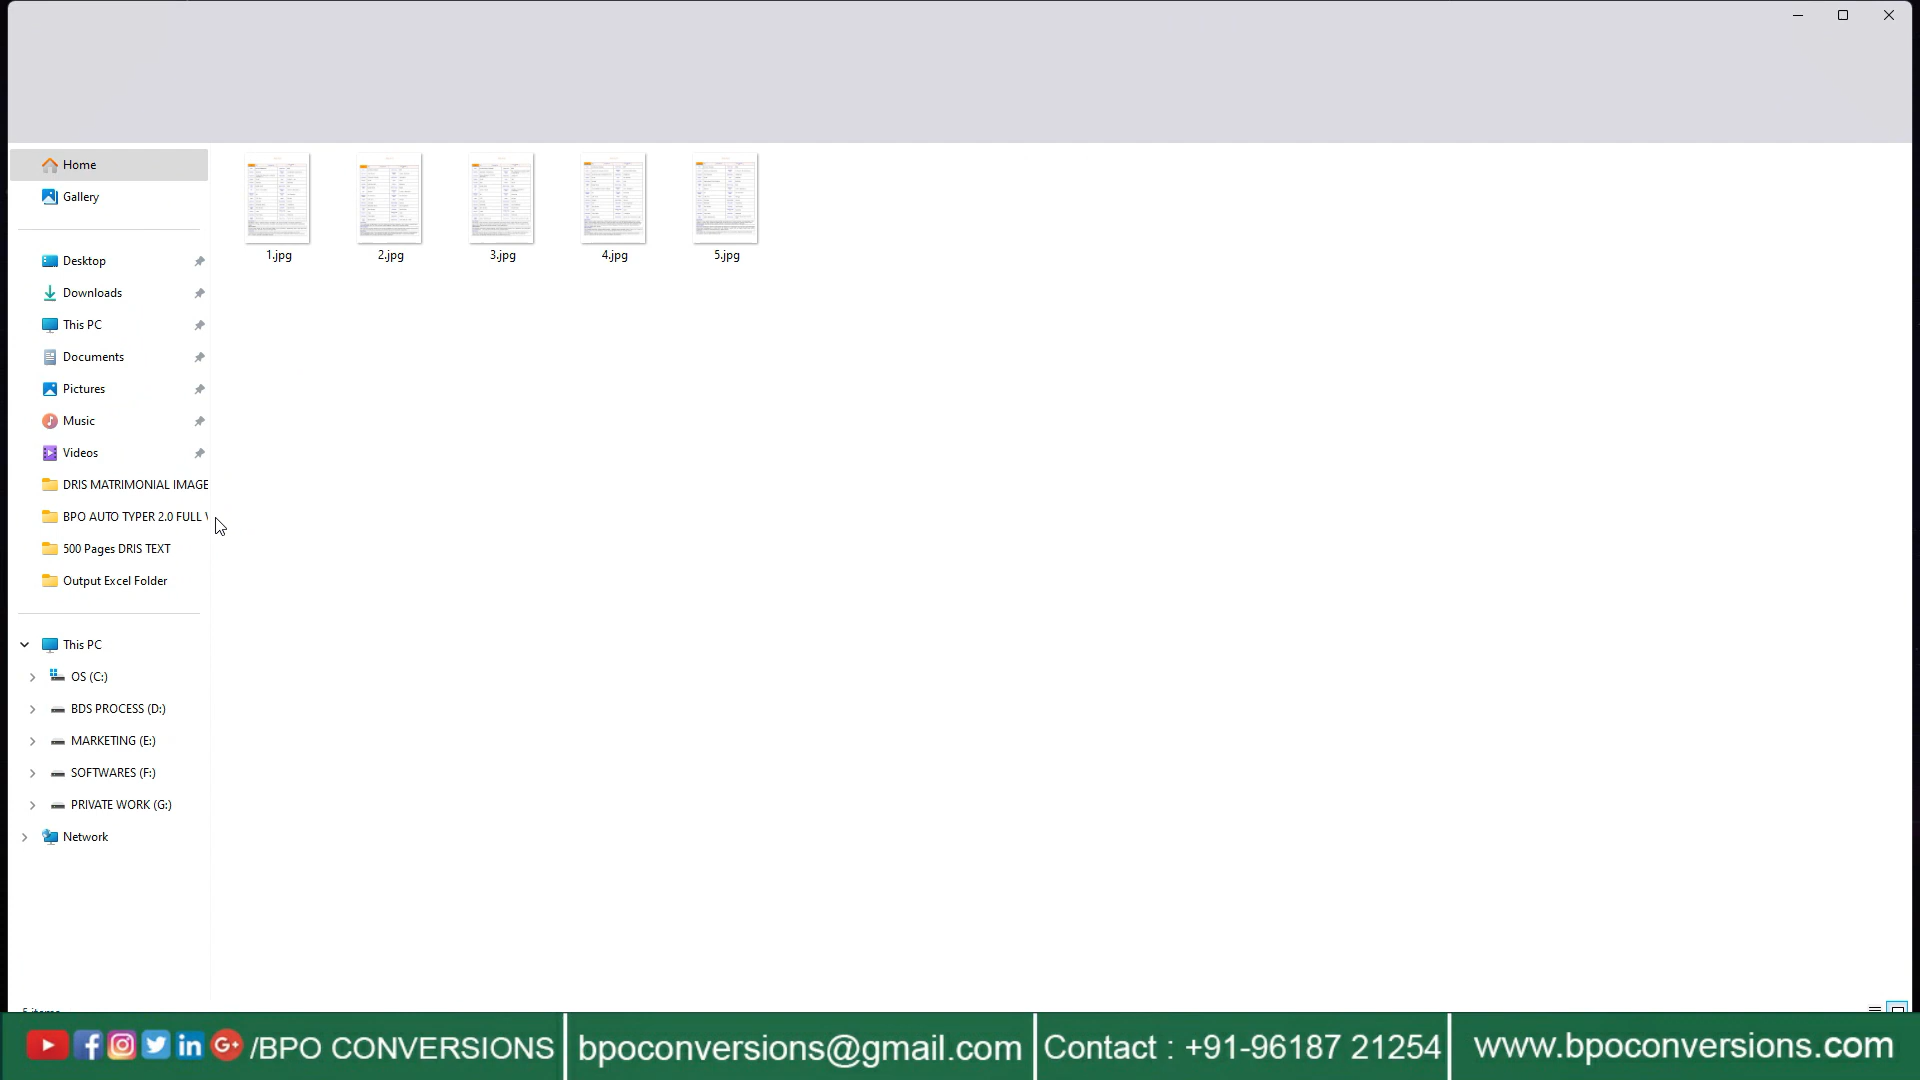 Home
Gallery
1.jpg
2.jpg
3.jpg
4.jpg
5.jpg
Desktop
Downloads
This PC
Documents
Pictures
Music
Videos
DRIS MATRIMONIAL IMAGE
BPO AUTO TYPER 2.0 FULL
500 Pages DRIS TEXT
Output Excel Folder
This PC
OS (C:)
BDS PROCESS (D:)
MARKETING (E:)
SOFTWARES (F:)
PRIVATE WORK (G:)
Network
5 items
/BPO CONVERSIONS
bpoconversions@gmail.com
Contact : +91-96187 21254
www.bpoconversions.com